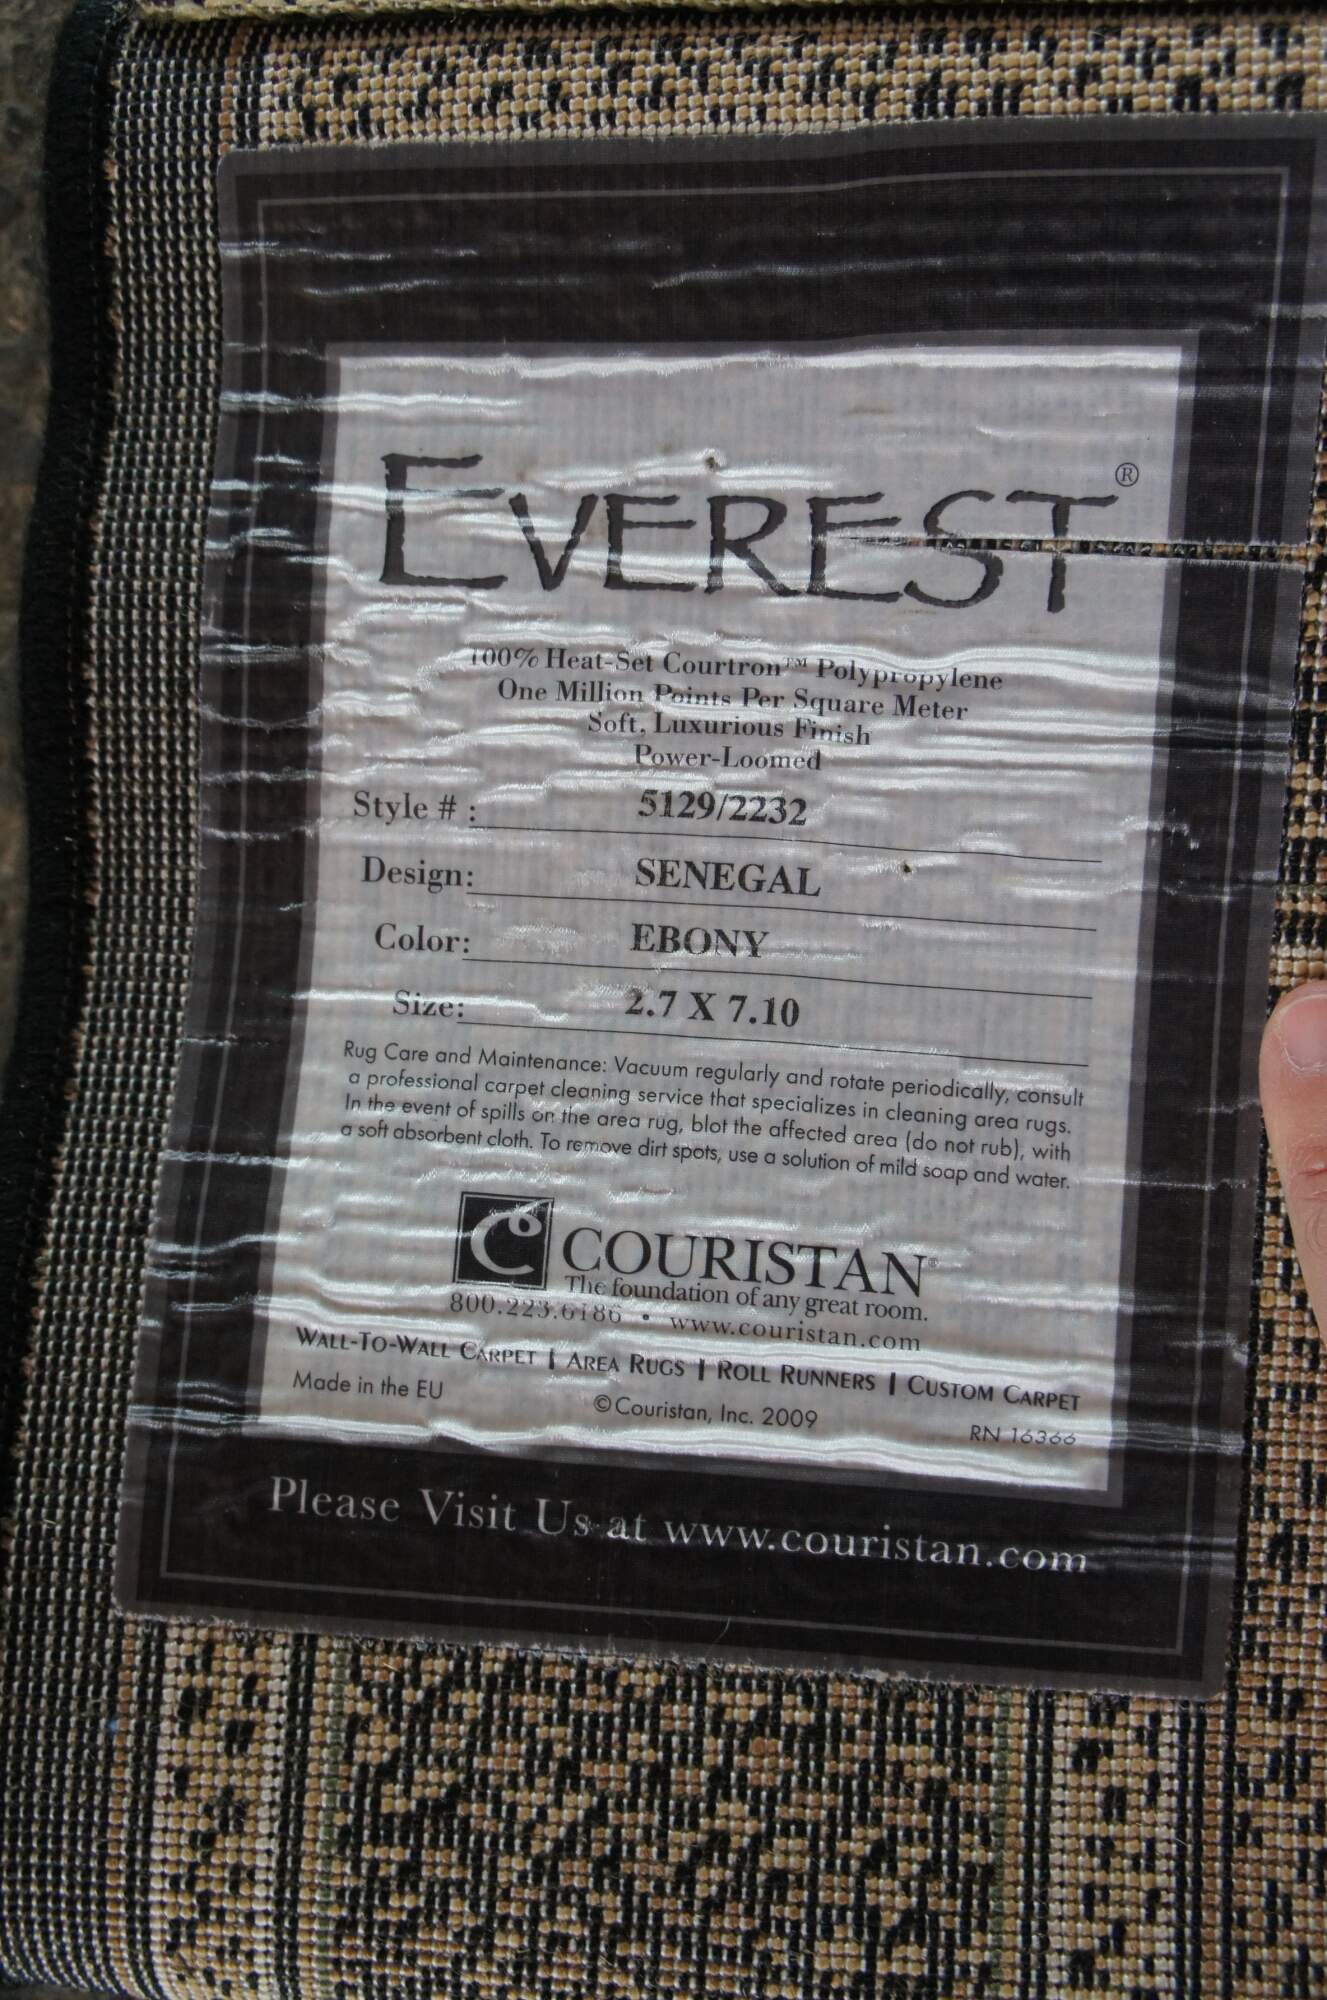 EVEREST®
100% Heat-Set Courtron™ Polypropylene
One Million Points Per Square Meter
Soft, Luxurious Finish
Power-Loomed
Style # : 5129/2232
Design: SENEGAL
Color: EBONY
Size: 2.7 X 7.10
Rug Care and Maintenance: Vacuum regularly and rotate periodically, consult
a professional carpet cleaning service that specializes in cleaning area rugs.
In the event of spills on the area rug, blot the affected area (do not rub), with
a soft absorbent cloth. To remove dirt spots, use a solution of mild soap and water.
COURISTAN®
The foundation of any great room.
800.223.6186 • www.couristan.com
WALL-TO-WALL CARPET | AREA RUGS | ROLL RUNNERS | CUSTOM CARPET
Made in the EU ©Couristan, Inc. 2009 RN 16366
Please Visit Us at www.couristan.com